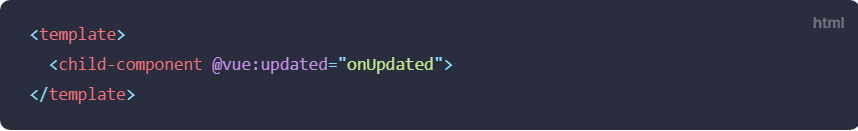 html
<template>
  <child-component @vue:updated="onUpdated">
</template>